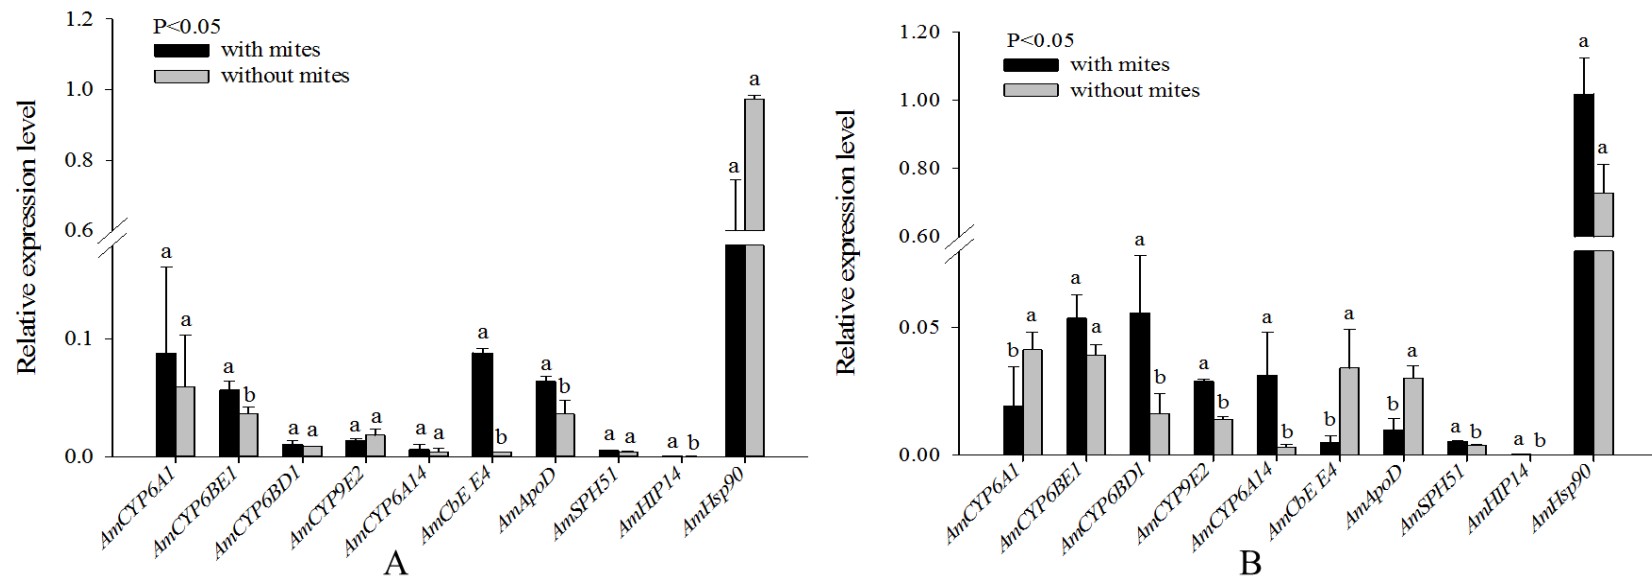 P<0.05
with mites
without mites
Relative expression level
1.2
1.0
0.8
0.6
0.1
0.0
a a
a b
a a
a a
a a
a b
a b
a a
a b
a a
AmCYP6A1
AmCYP6BE1
AmCYP6BD1
AmCYP9E2
AmCYP6A14
AmCbE E4
AmApoD
AmSPH51
AmHIP14
AmHsp90
A
P<0.05
with mites
without mites
Relative expression level
1.20
1.00
0.80
0.60
0.05
0.00
b a
a a
a b
a b
a b
b a
b a
a b
a b
a a
AmCYP6A1
AmCYP6BE1
AmCYP6BD1
AmCYP9E2
AmCYP6A14
AmCbE E4
AmApoD
AmSPH51
AmHIP14
AmHsp90
B